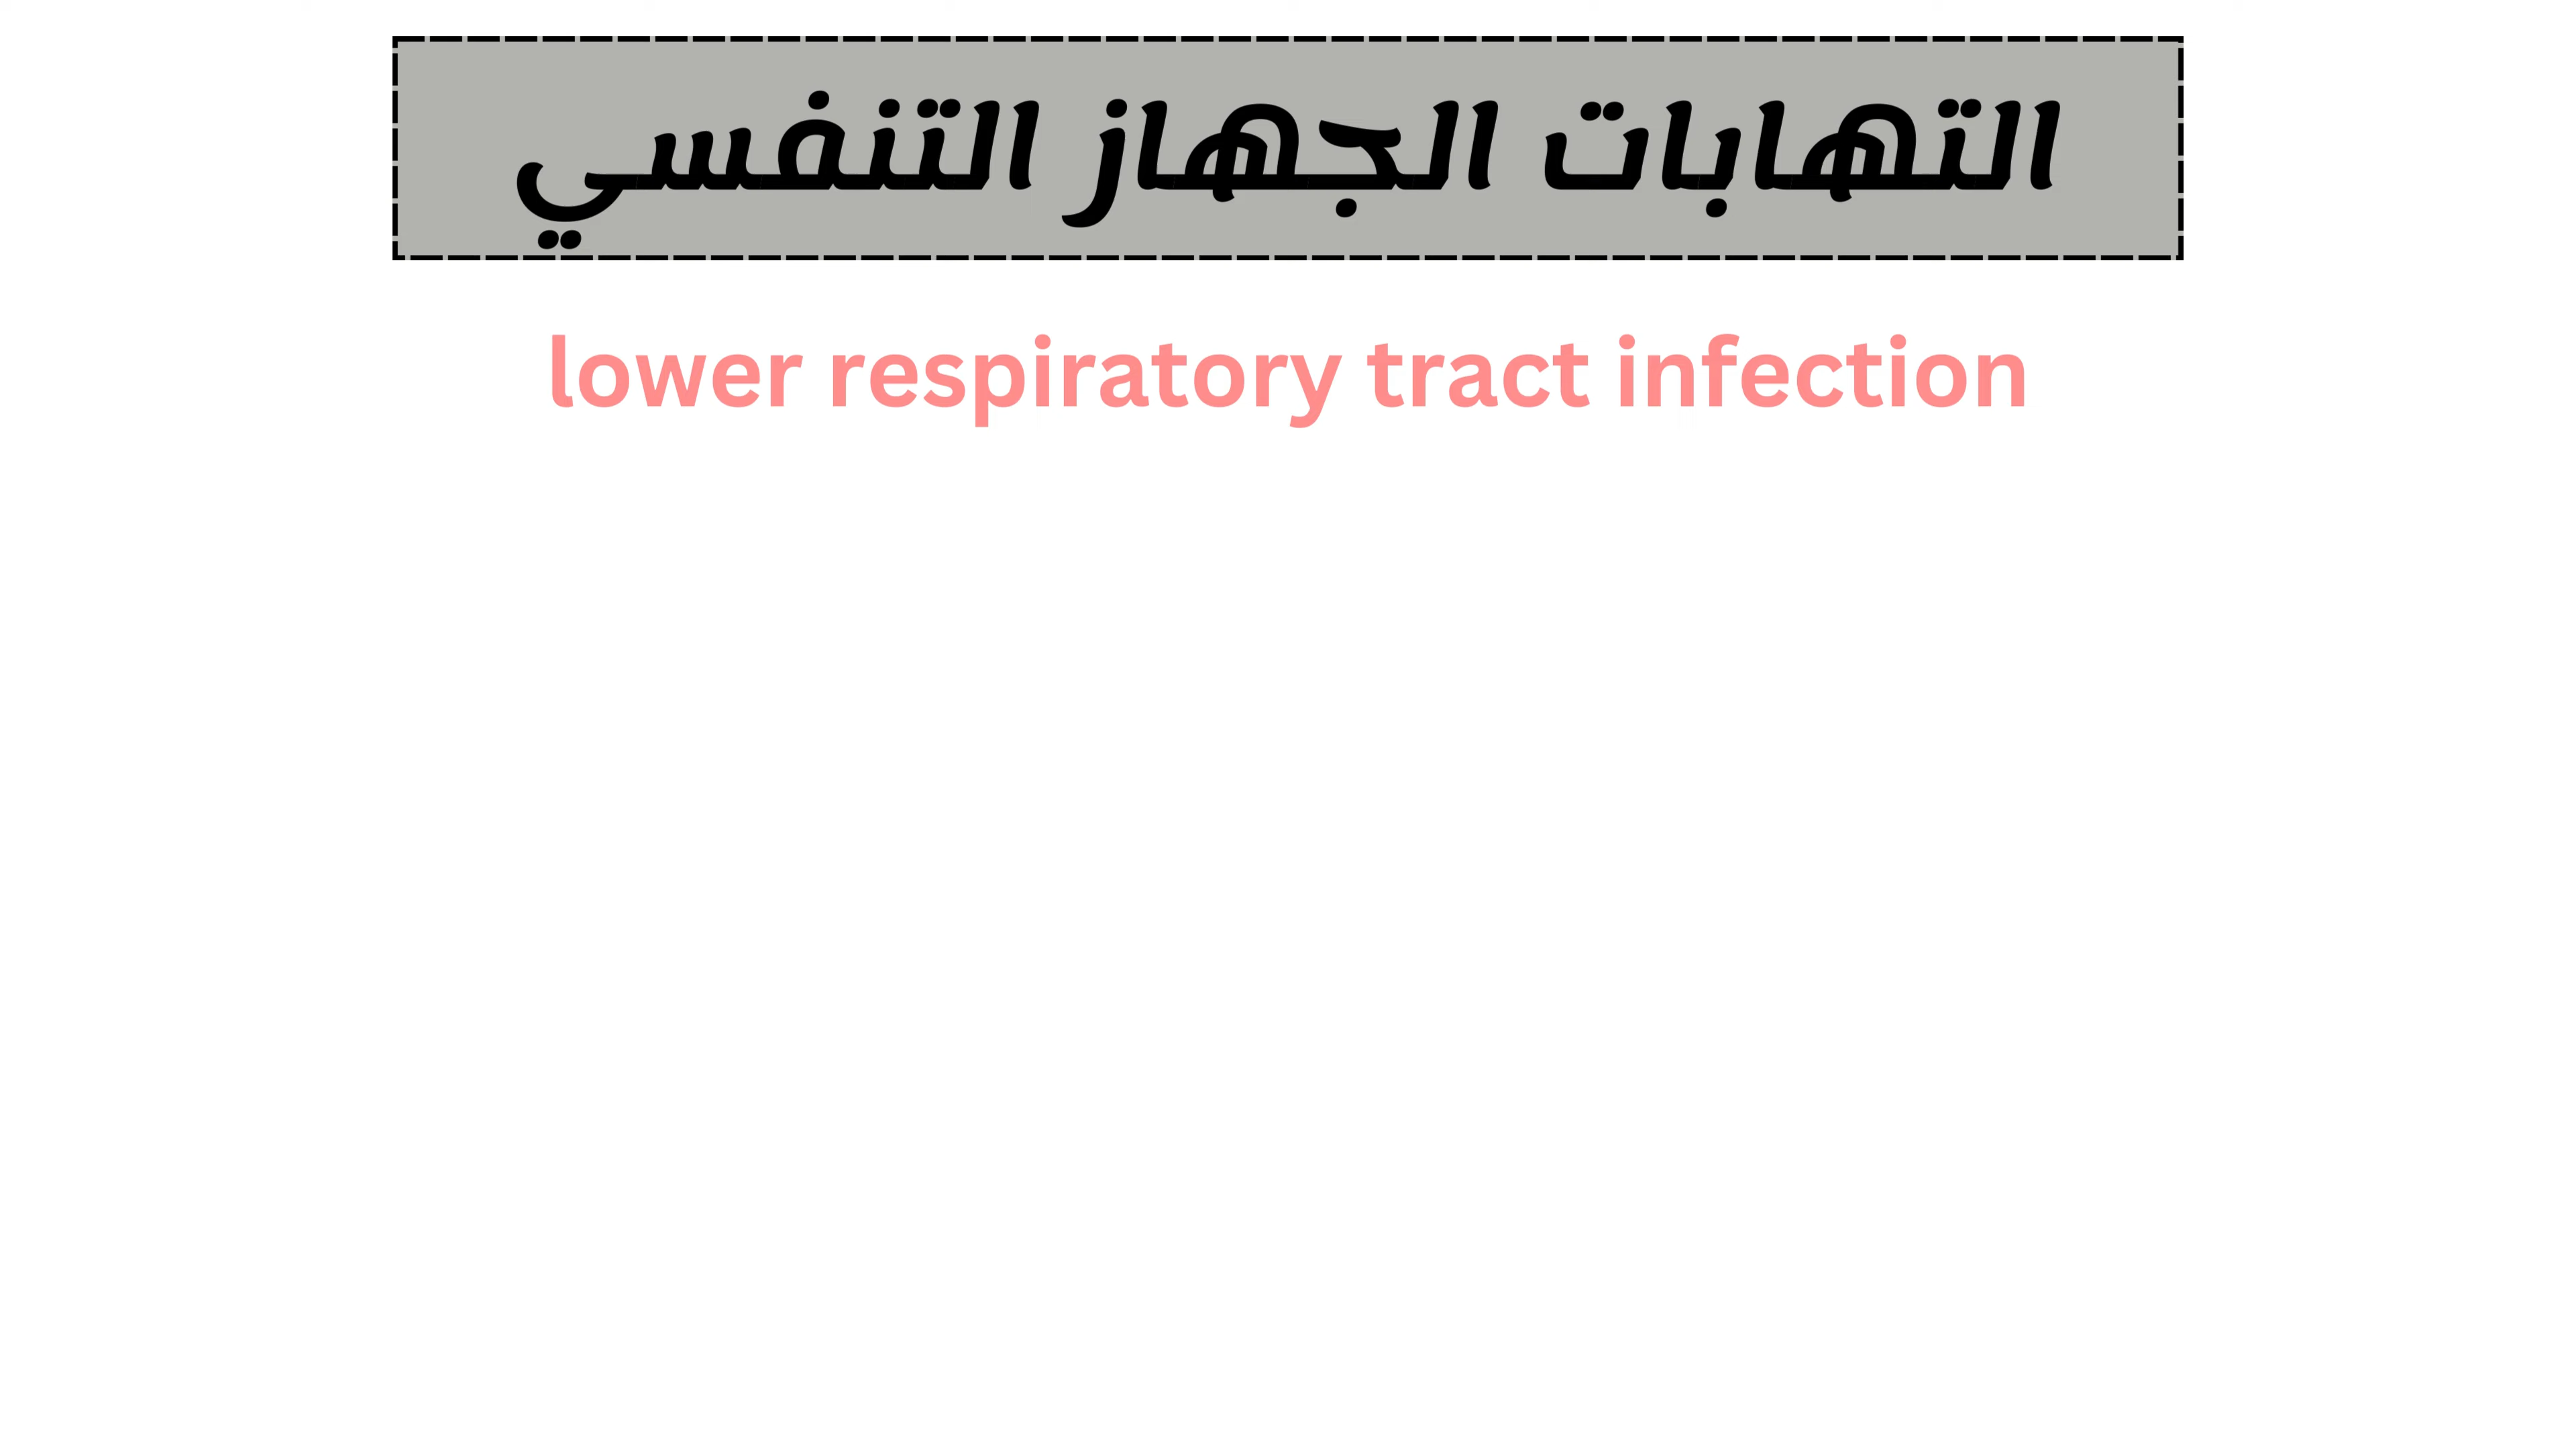 التهابات الجهاز التنفسي
lower respiratory tract infection